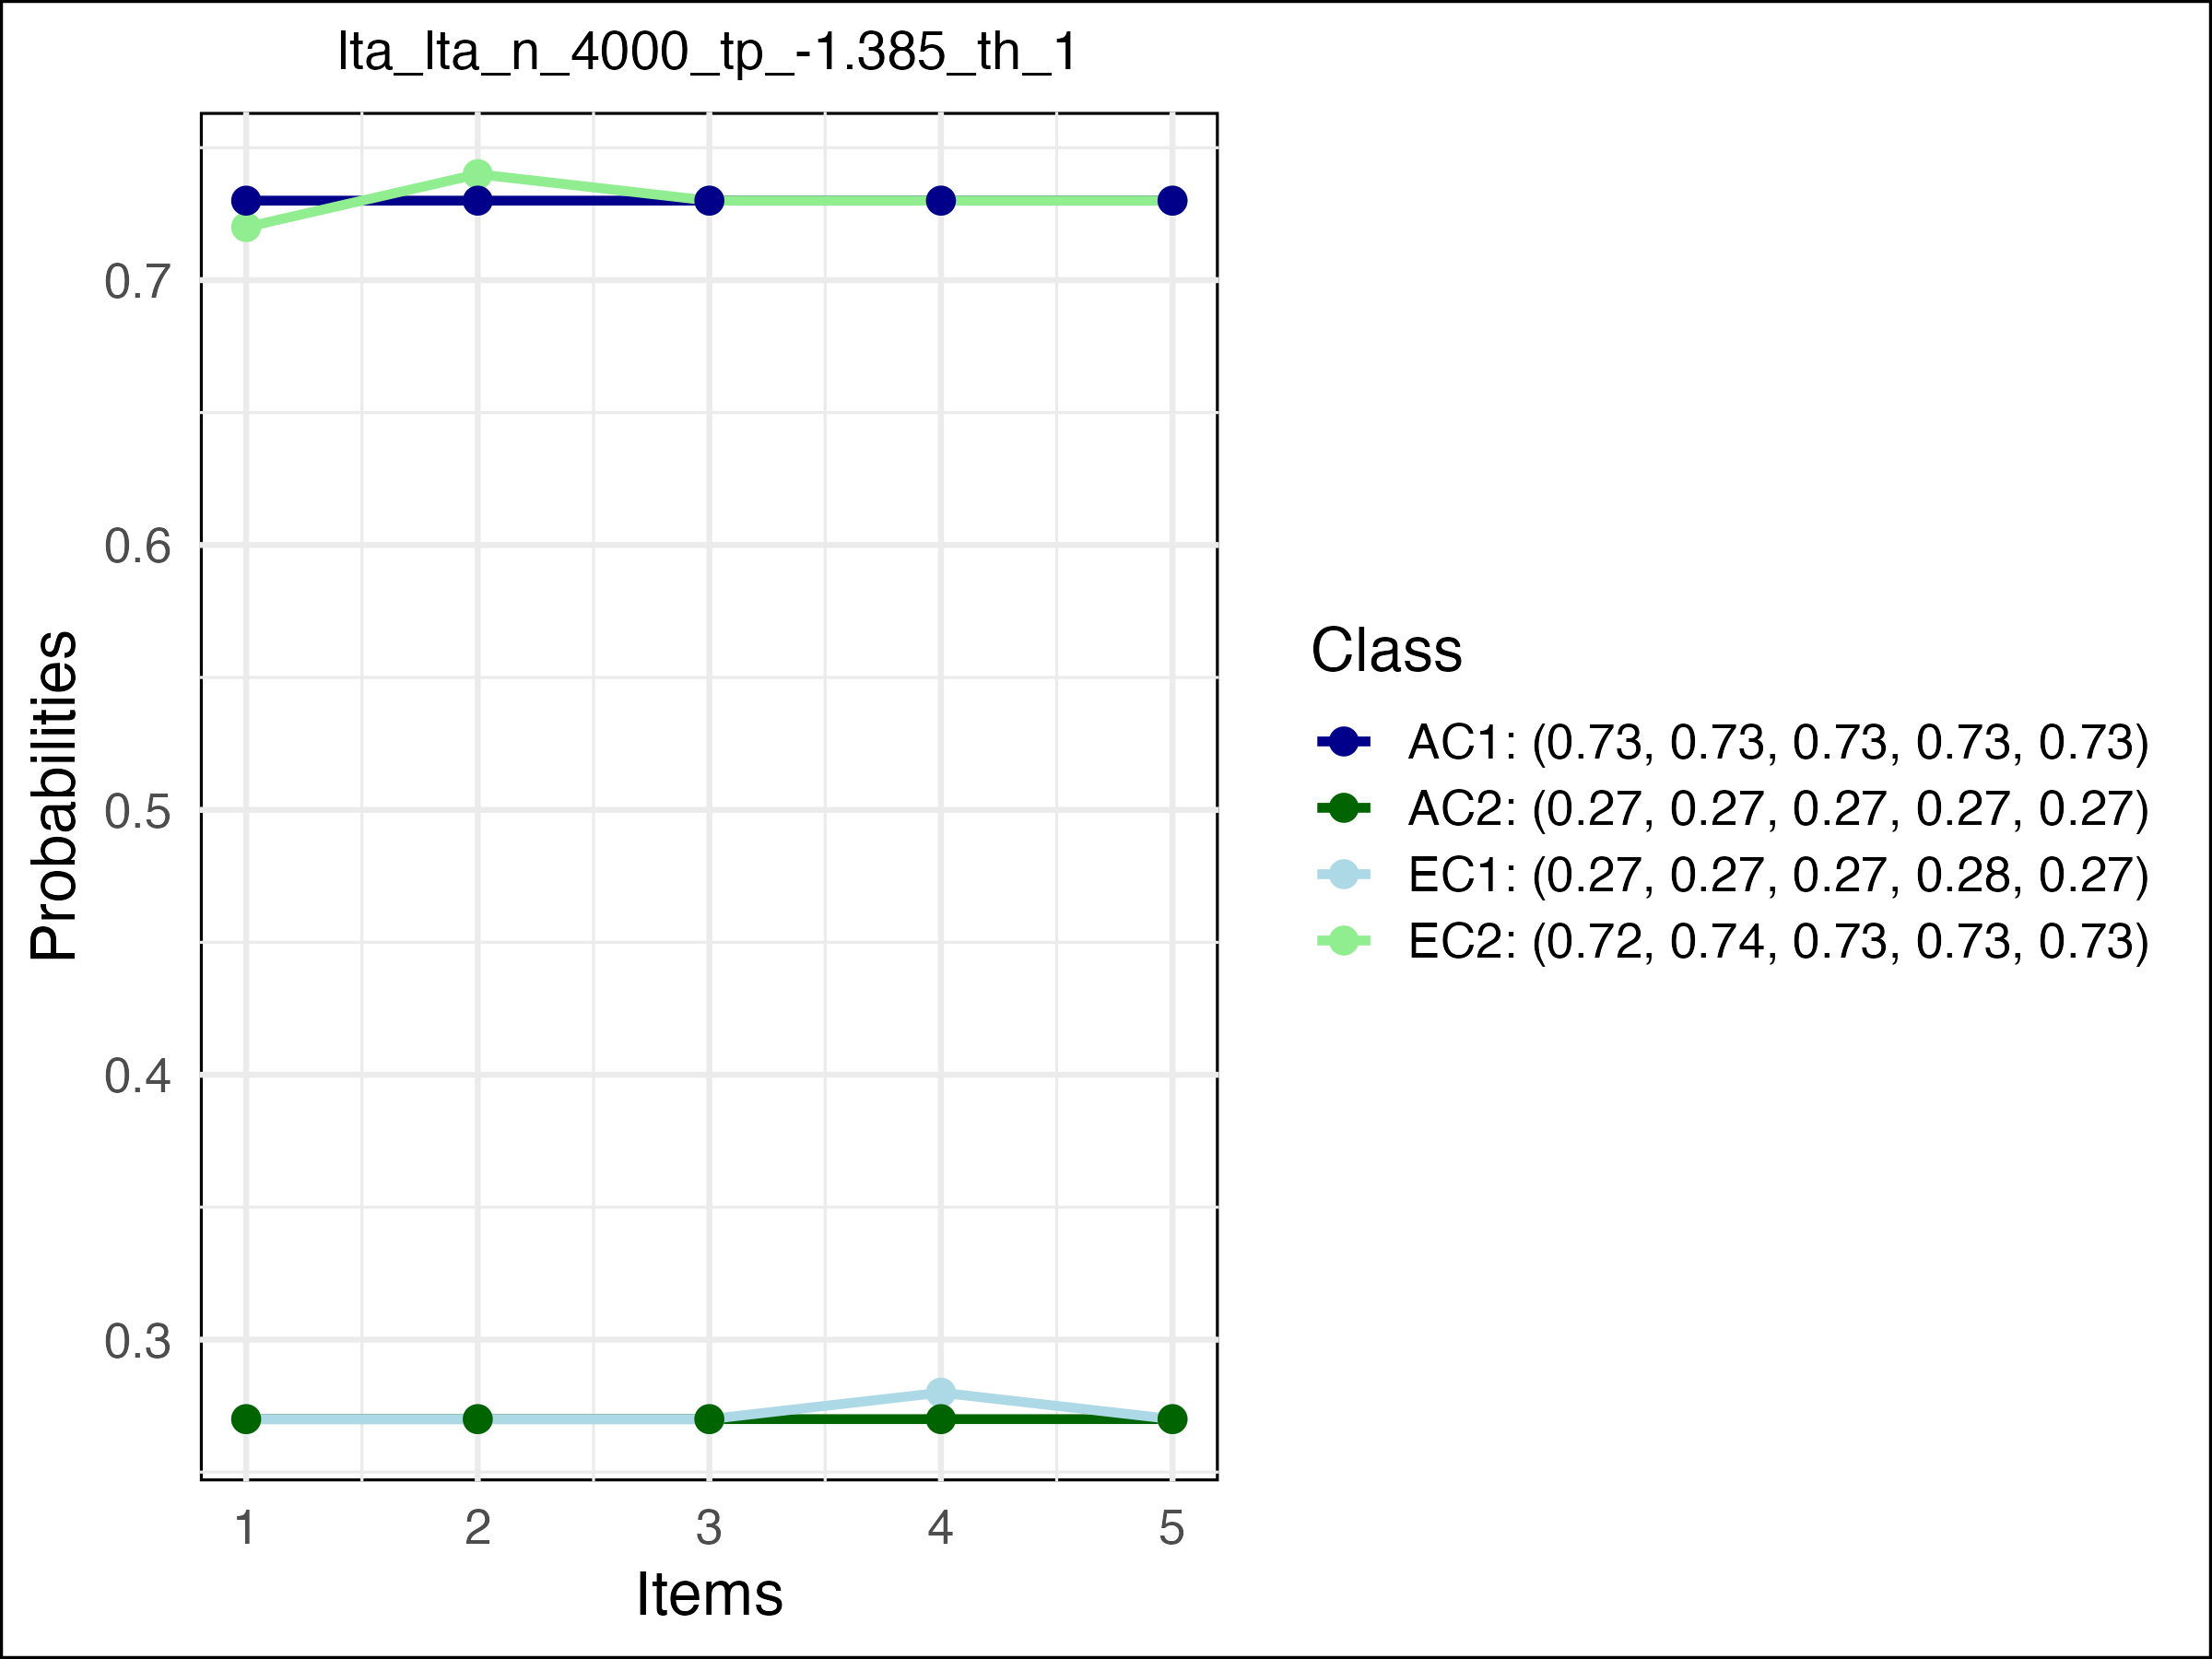 lta_lta_n_4000_tp_-1.385_th_1
Probabilities
0.7
0.6
0.5
0.4
0.3
1 2 3 4 5
Items
Class
AC1: (0.73, 0.73, 0.73, 0.73, 0.73)
AC2: (0.27, 0.27, 0.27, 0.27, 0.27)
EC1: (0.27, 0.27, 0.27, 0.28, 0.27)
EC2: (0.72, 0.74, 0.73, 0.73, 0.73)